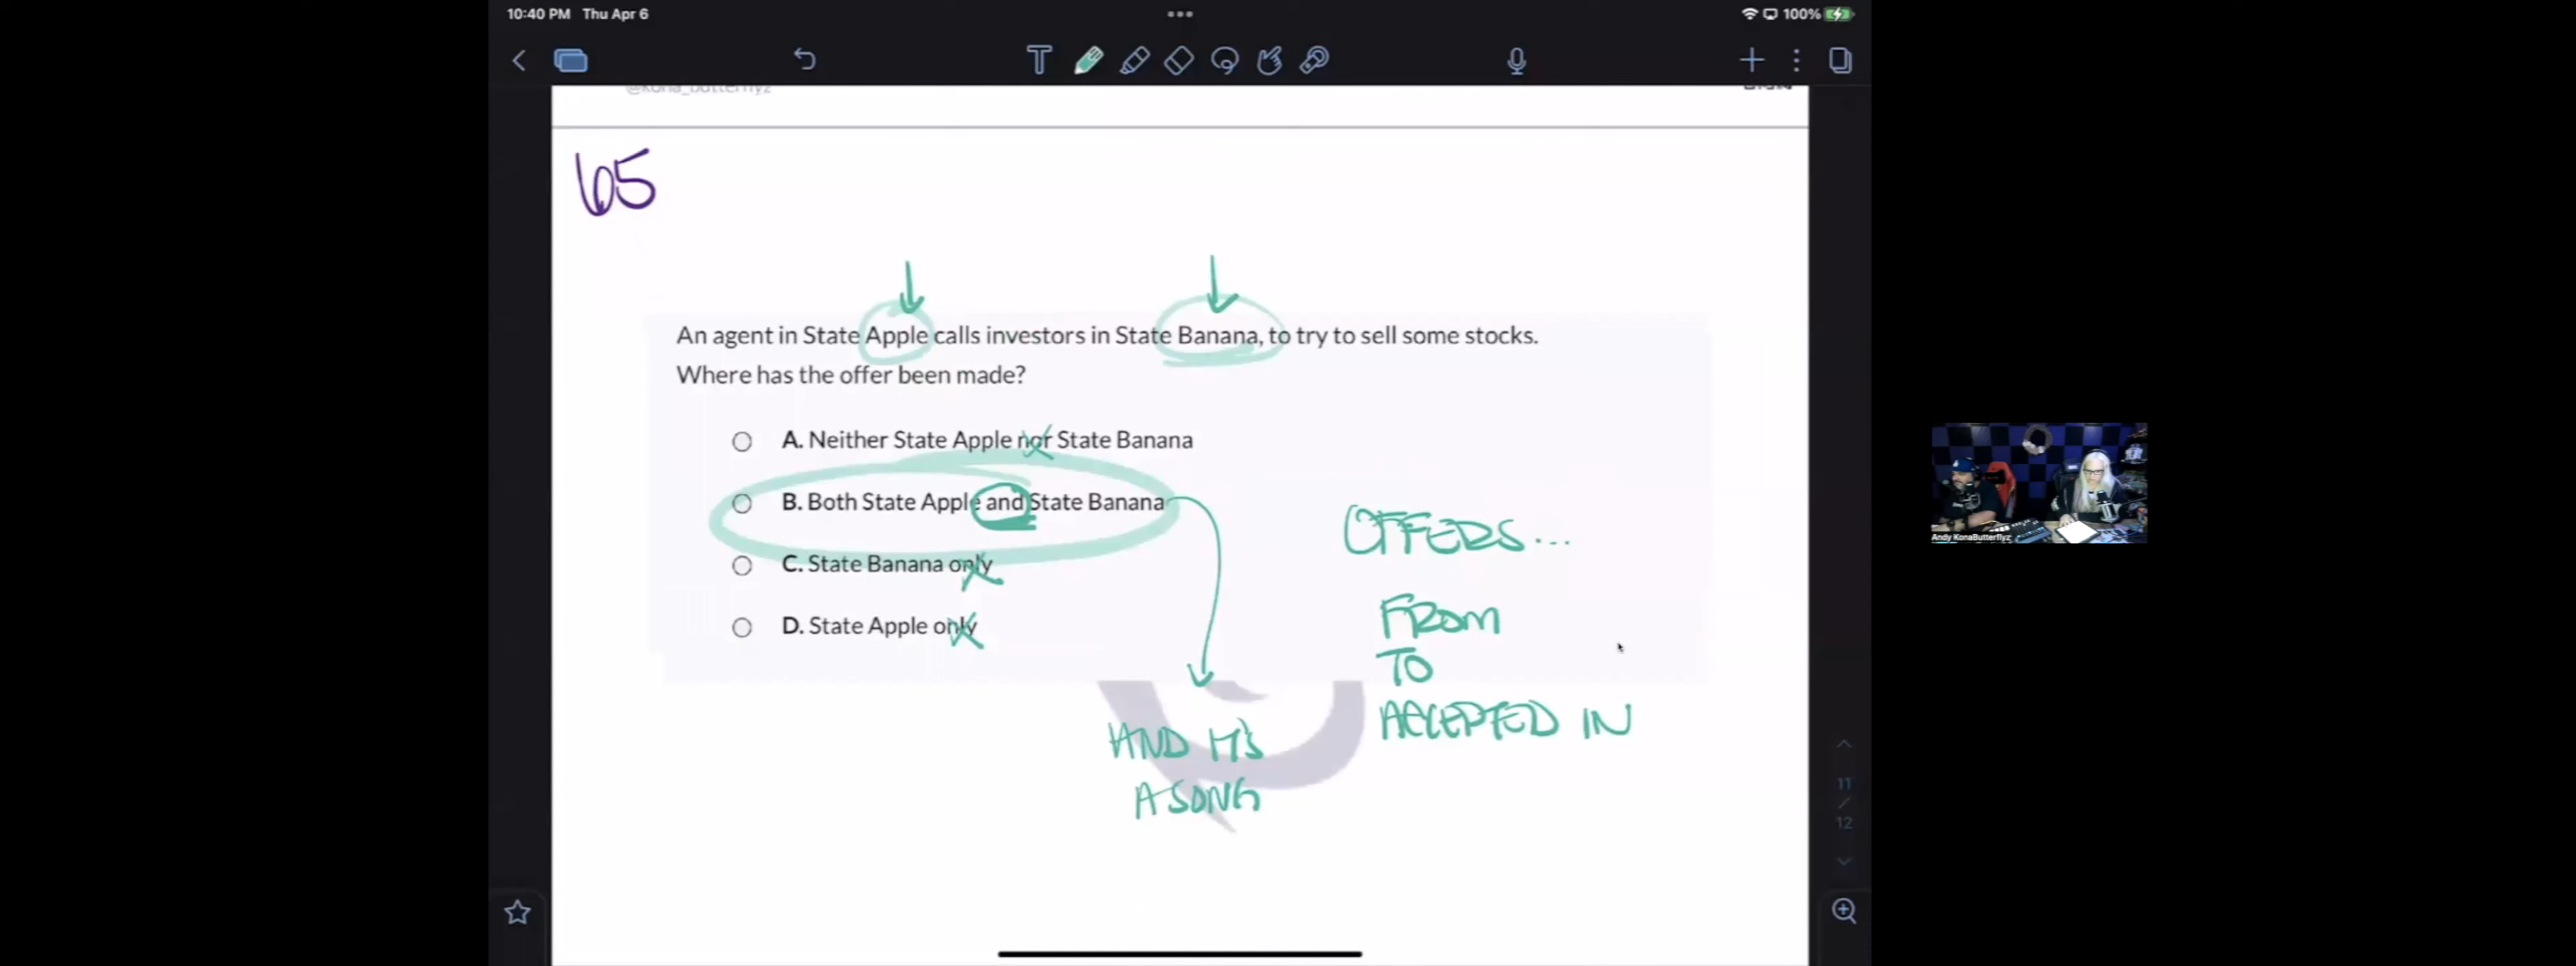 10:40 PM Thu Apr 6
100%
@kona_butterflyz
65
An agent in State Apple calls investors in State Banana, to try to sell some stocks.
Where has the offer been made?
A. Neither State Apple nor State Banana
B. Both State Apple and State Banana
C. State Banana only
D. State Apple only
OFFERS...
FROM
TO
ACCEPTED IN
AND It's
A SONG
11
/
12
Andy KonaButterflyz